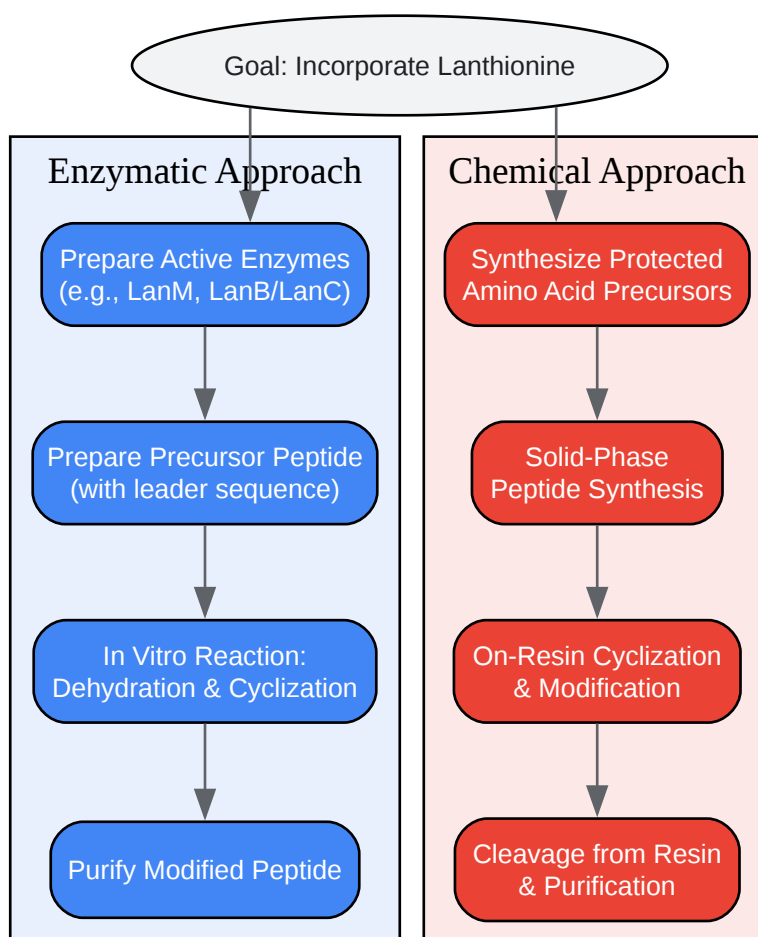 Goal: Incorporate Lanthionine
Enzymatic Approach
Prepare Active Enzymes
(e.g., LanM, LanB/LanC)
Prepare Precursor Peptide
(with leader sequence)
In Vitro Reaction:
Dehydration & Cyclization
Purify Modified Peptide
Chemical Approach
Synthesize Protected
Amino Acid Precursors
Solid-Phase
Peptide Synthesis
On-Resin Cyclization
& Modification
Cleavage from Resin
& Purification